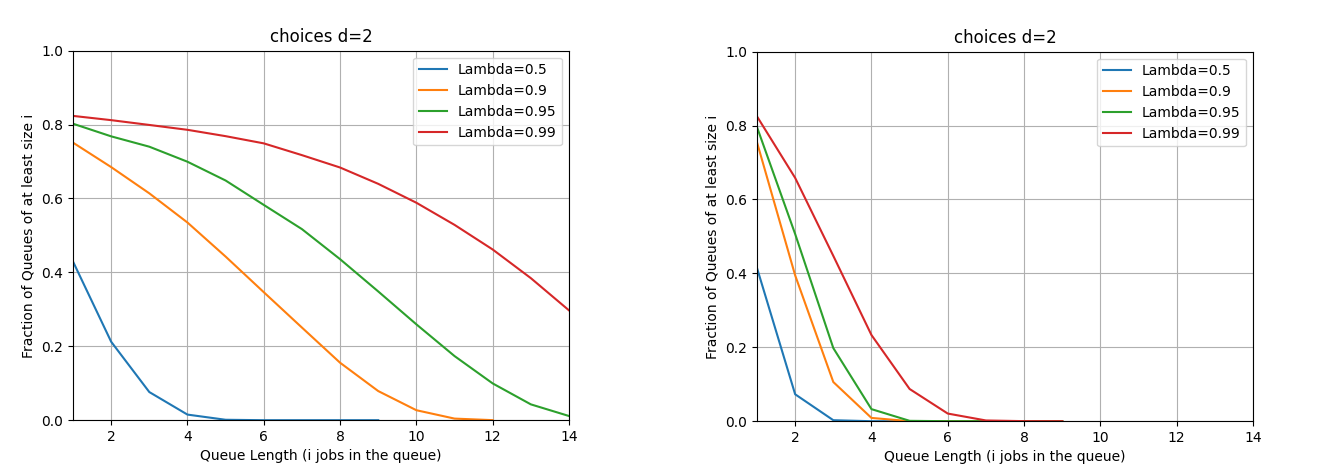 choices d=2
1.0
0.8
0.6
0.4
0.2
0.0
Fraction of Queues of at least size i
Lambda=0.5
Lambda=0.9
Lambda=0.95
Lambda=0.99
2 4 6 8 10 12 14
Queue Length (i jobs in the queue)
choices d=2
1.0
0.8
0.6
0.4
0.2
0.0
Fraction of Queues of at least size i
Lambda=0.5
Lambda=0.9
Lambda=0.95
Lambda=0.99
2 4 6 8 10 12 14
Queue Length (i jobs in the queue)